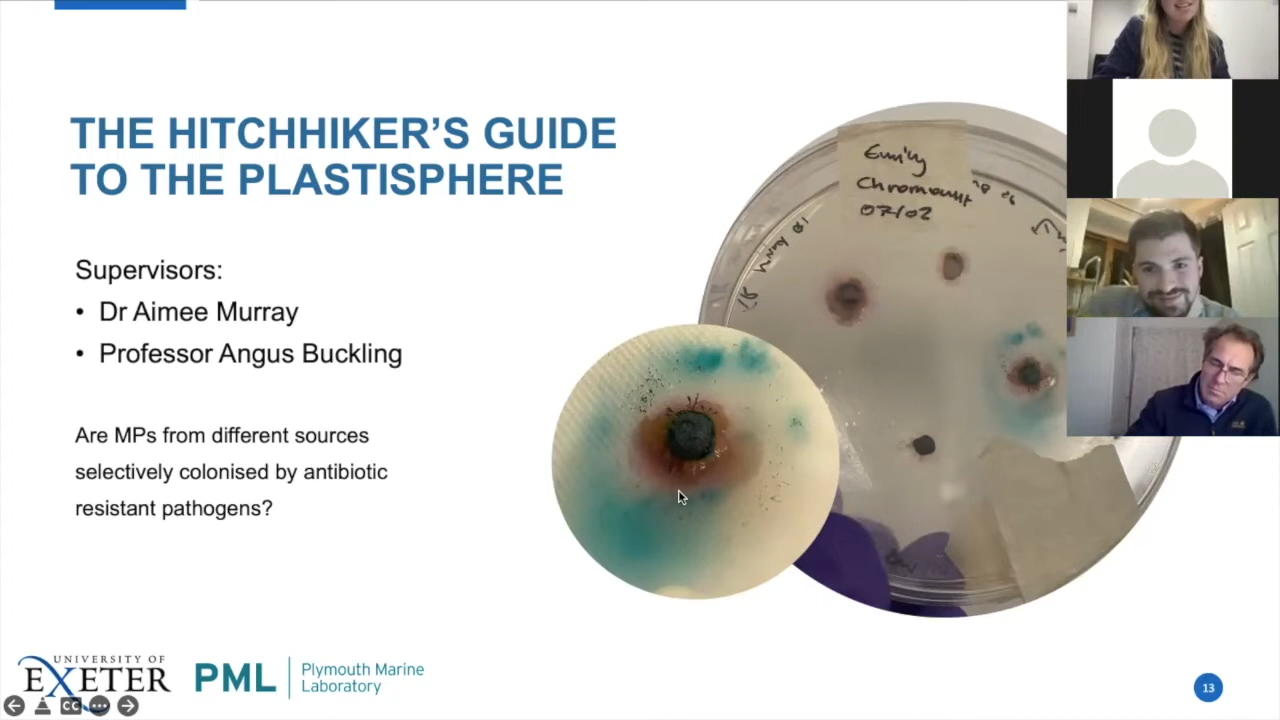 THE HITCHHIKER’S GUIDE
TO THE PLASTISPHERE
Supervisors:
• Dr Aimee Murray
• Professor Angus Buckling
Are MPs from different sources
selectively colonised by antibiotic
resistant pathogens?
Emily
07/02
UNIVERSITY OF
EXETER
PML
Plymouth Marine
Laboratory
CC
13